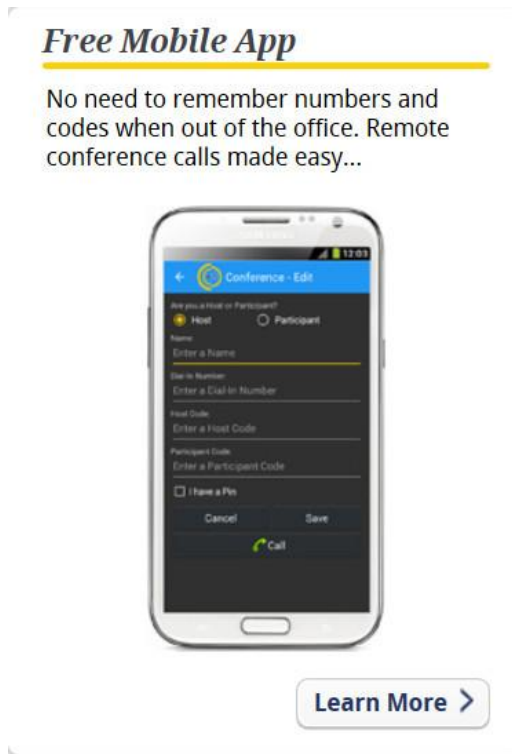 Free Mobile App
No need to remember numbers and
codes when out of the office. Remote
conference calls made easy...
12:03
Conference - Edit
Are you a Host or Participant?
Host Participant
Name
Enter a Name
Dial-In Number
Enter a Dial-In Number
Host Code
Enter a Host Code
Participant Code
Enter a Participant Code
I have a Pin
Cancel Save
Call
Learn More